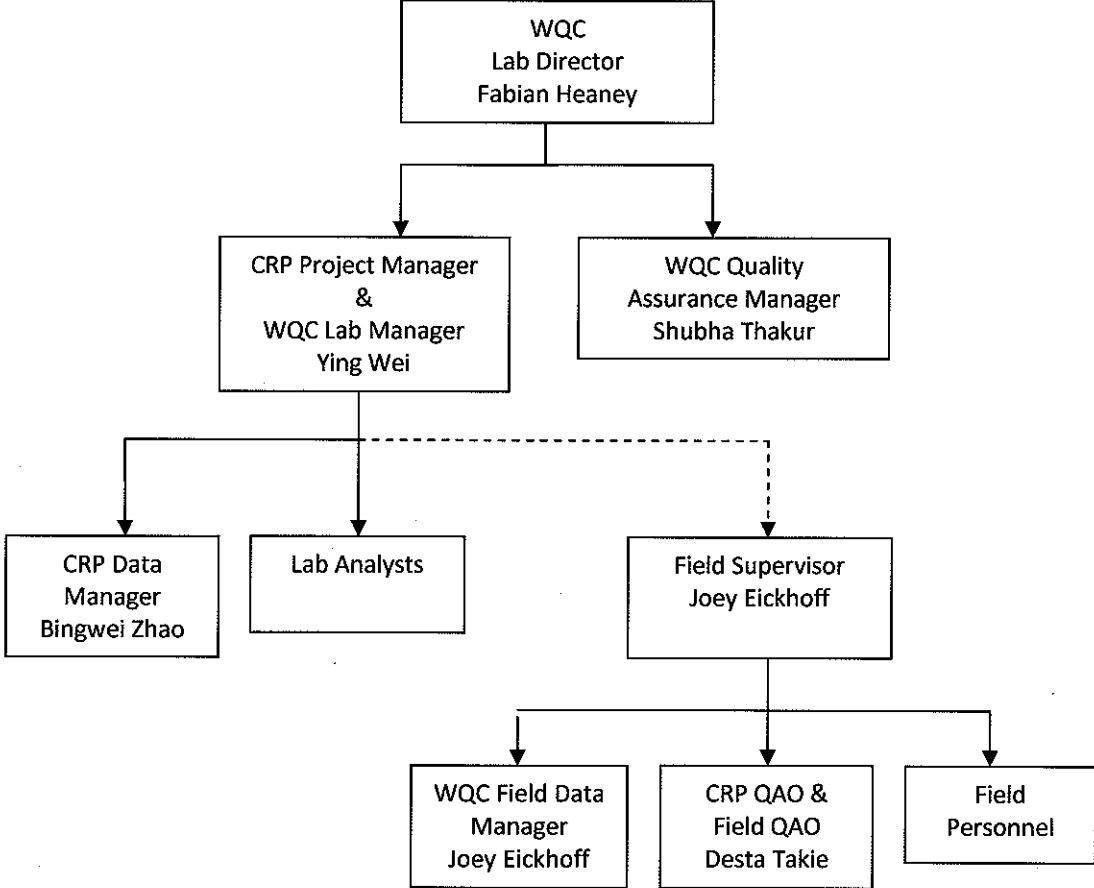 WQC
Lab Director
Fabian Heaney
CRP Project Manager
&
WQC Lab Manager
Ying Wei
WQC Quality
Assurance Manager
Shubha Thakur
CRP Data
Manager
Bingwei Zhao
Lab Analysts
Field Supervisor
Joey Eickhoff
WQC Field Data
Manager
Joey Eickhoff
CRP QAO &
Field QAO
Desta Takie
Field
Personnel